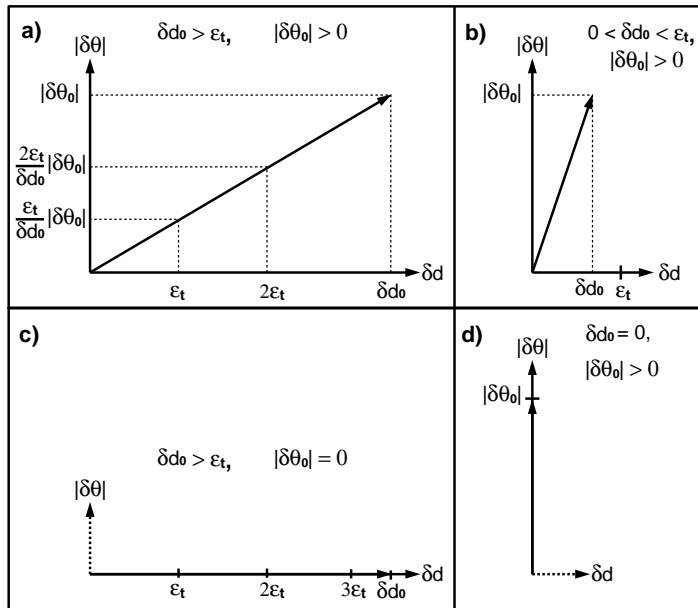 a) δd₀ > εₜ, |δθ₀| > 0
|δθ|
|δθ₀|
2εₜ/δd₀ |δθ₀|
εₜ/δd₀ |δθ₀|
εₜ 2εₜ δd₀ δd
b) 0 < δd₀ < εₜ,
|δθ| |δθ₀| > 0
|δθ₀|
δd₀ εₜ δd
c)
δd₀ > εₜ, |δθ₀| = 0
|δθ|
εₜ 2εₜ 3εₜ δd₀ δd
d) δd₀ = 0,
|δθ|
|δθ₀| > 0
|δθ₀|
δd